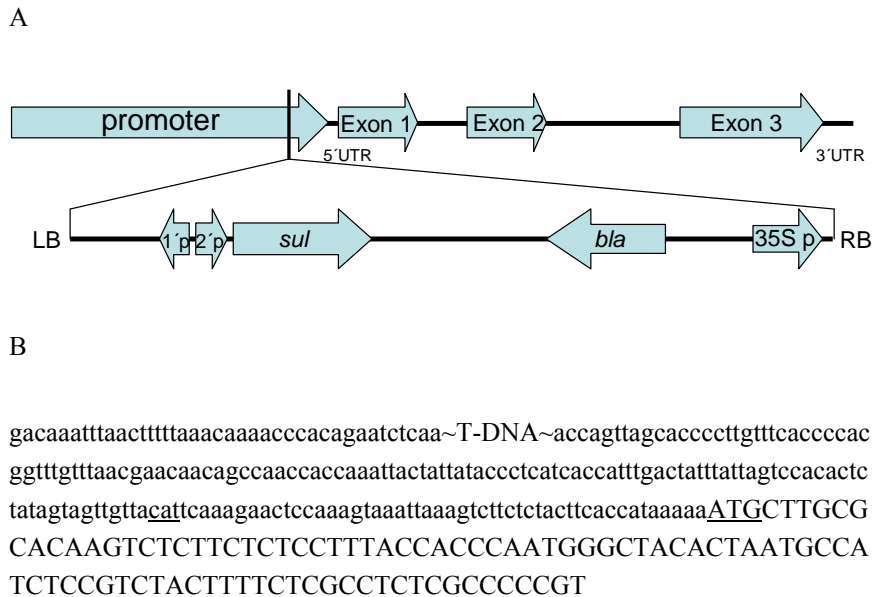 A
promoter Exon 1 Exon 2 Exon 3
5´UTR 3´UTR
LB 1´p 2´p sul bla 35S p RB
B
gacaaatttaactttttaaacaaaacccacagaatctcaa~T-DNA~accagttagcaccccttgtttcaccccac
ggtttgtttaacgaacaacagccaaccaccaaattactattataccctcatcaccatttgactatttattagtccacactc
tatagtagttgttacattcaaagaactccaaagtaaattaaagtcttctctacttcaccataaaaaATGCTTGCG
CACAAGTCTCTTCTCTCCTTTACCACCCAATGGGCTACACTAATGCCA
TCTCCGTCTACTTTTCTCGCCTCTCGCCCCCGT